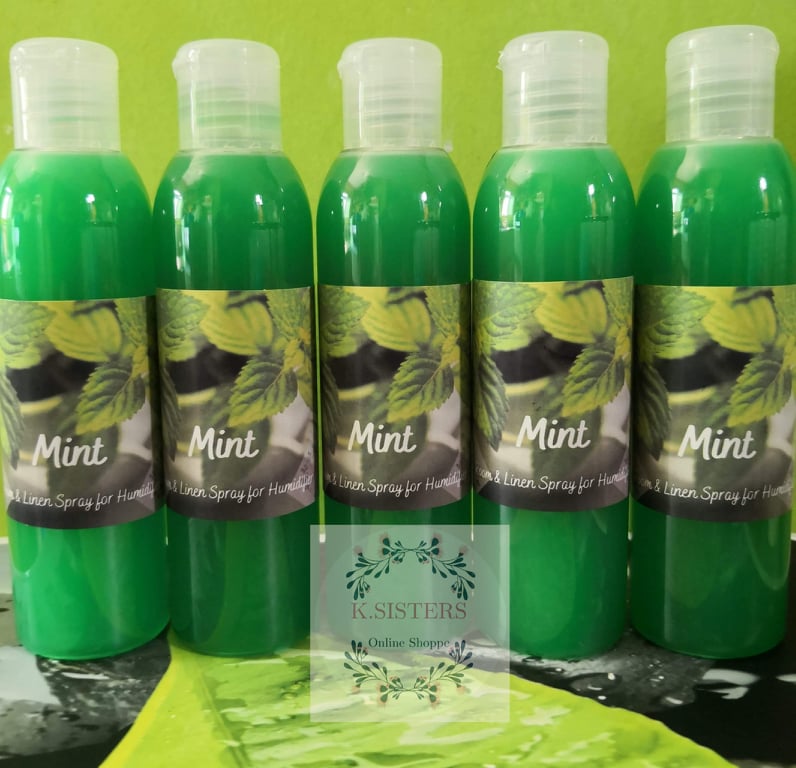 Mint
& Linen Spray for
Mint
& Linen Spray for Humidifier
Mint
& Linen Spray for
Mint
& Linen Spray for
Mint
& Linen Spray for
K.SISTERS
Online Shoppe